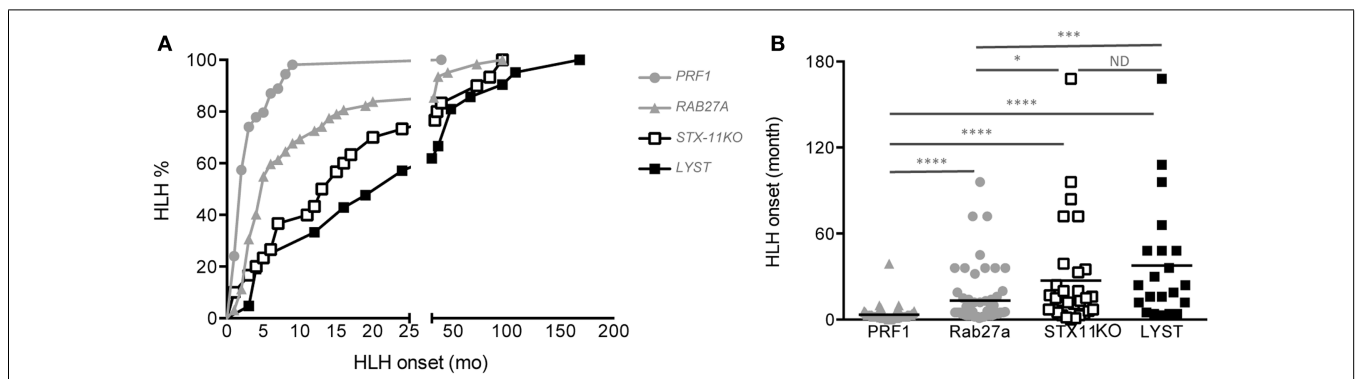 A
HLH %
100
80
60
40
20
0
0 5 10 15 20 25 50 100 150 200
HLH onset (mo)
PRF1
RAB27A
STX-11KO
LYST
B
HLH onset (month)
180
120
60
0
***
* ND
****
****
****
PRF1 Rab27a STX11KO LYST